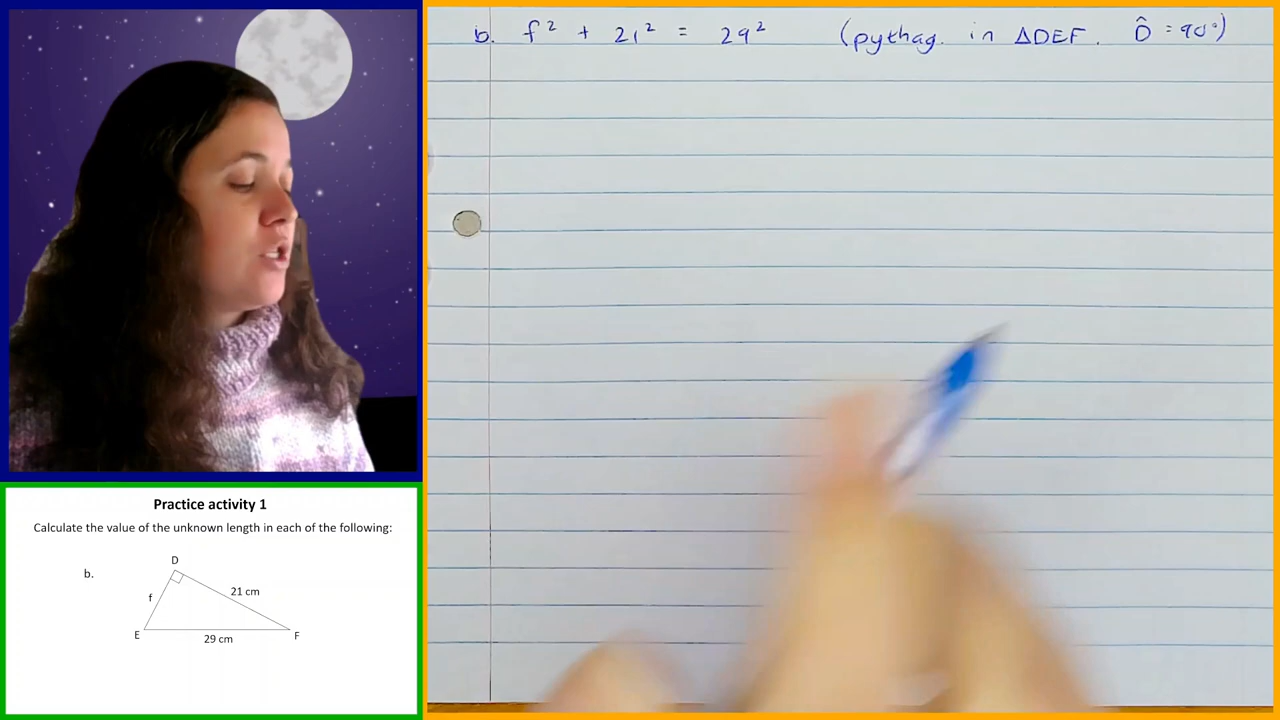 b. f² + 21² = 29² (pythag. in ΔDEF. D̂ = 90°)
Practice activity 1
Calculate the value of the unknown length in each of the following:
b.
D
f
21 cm
E
29 cm
F